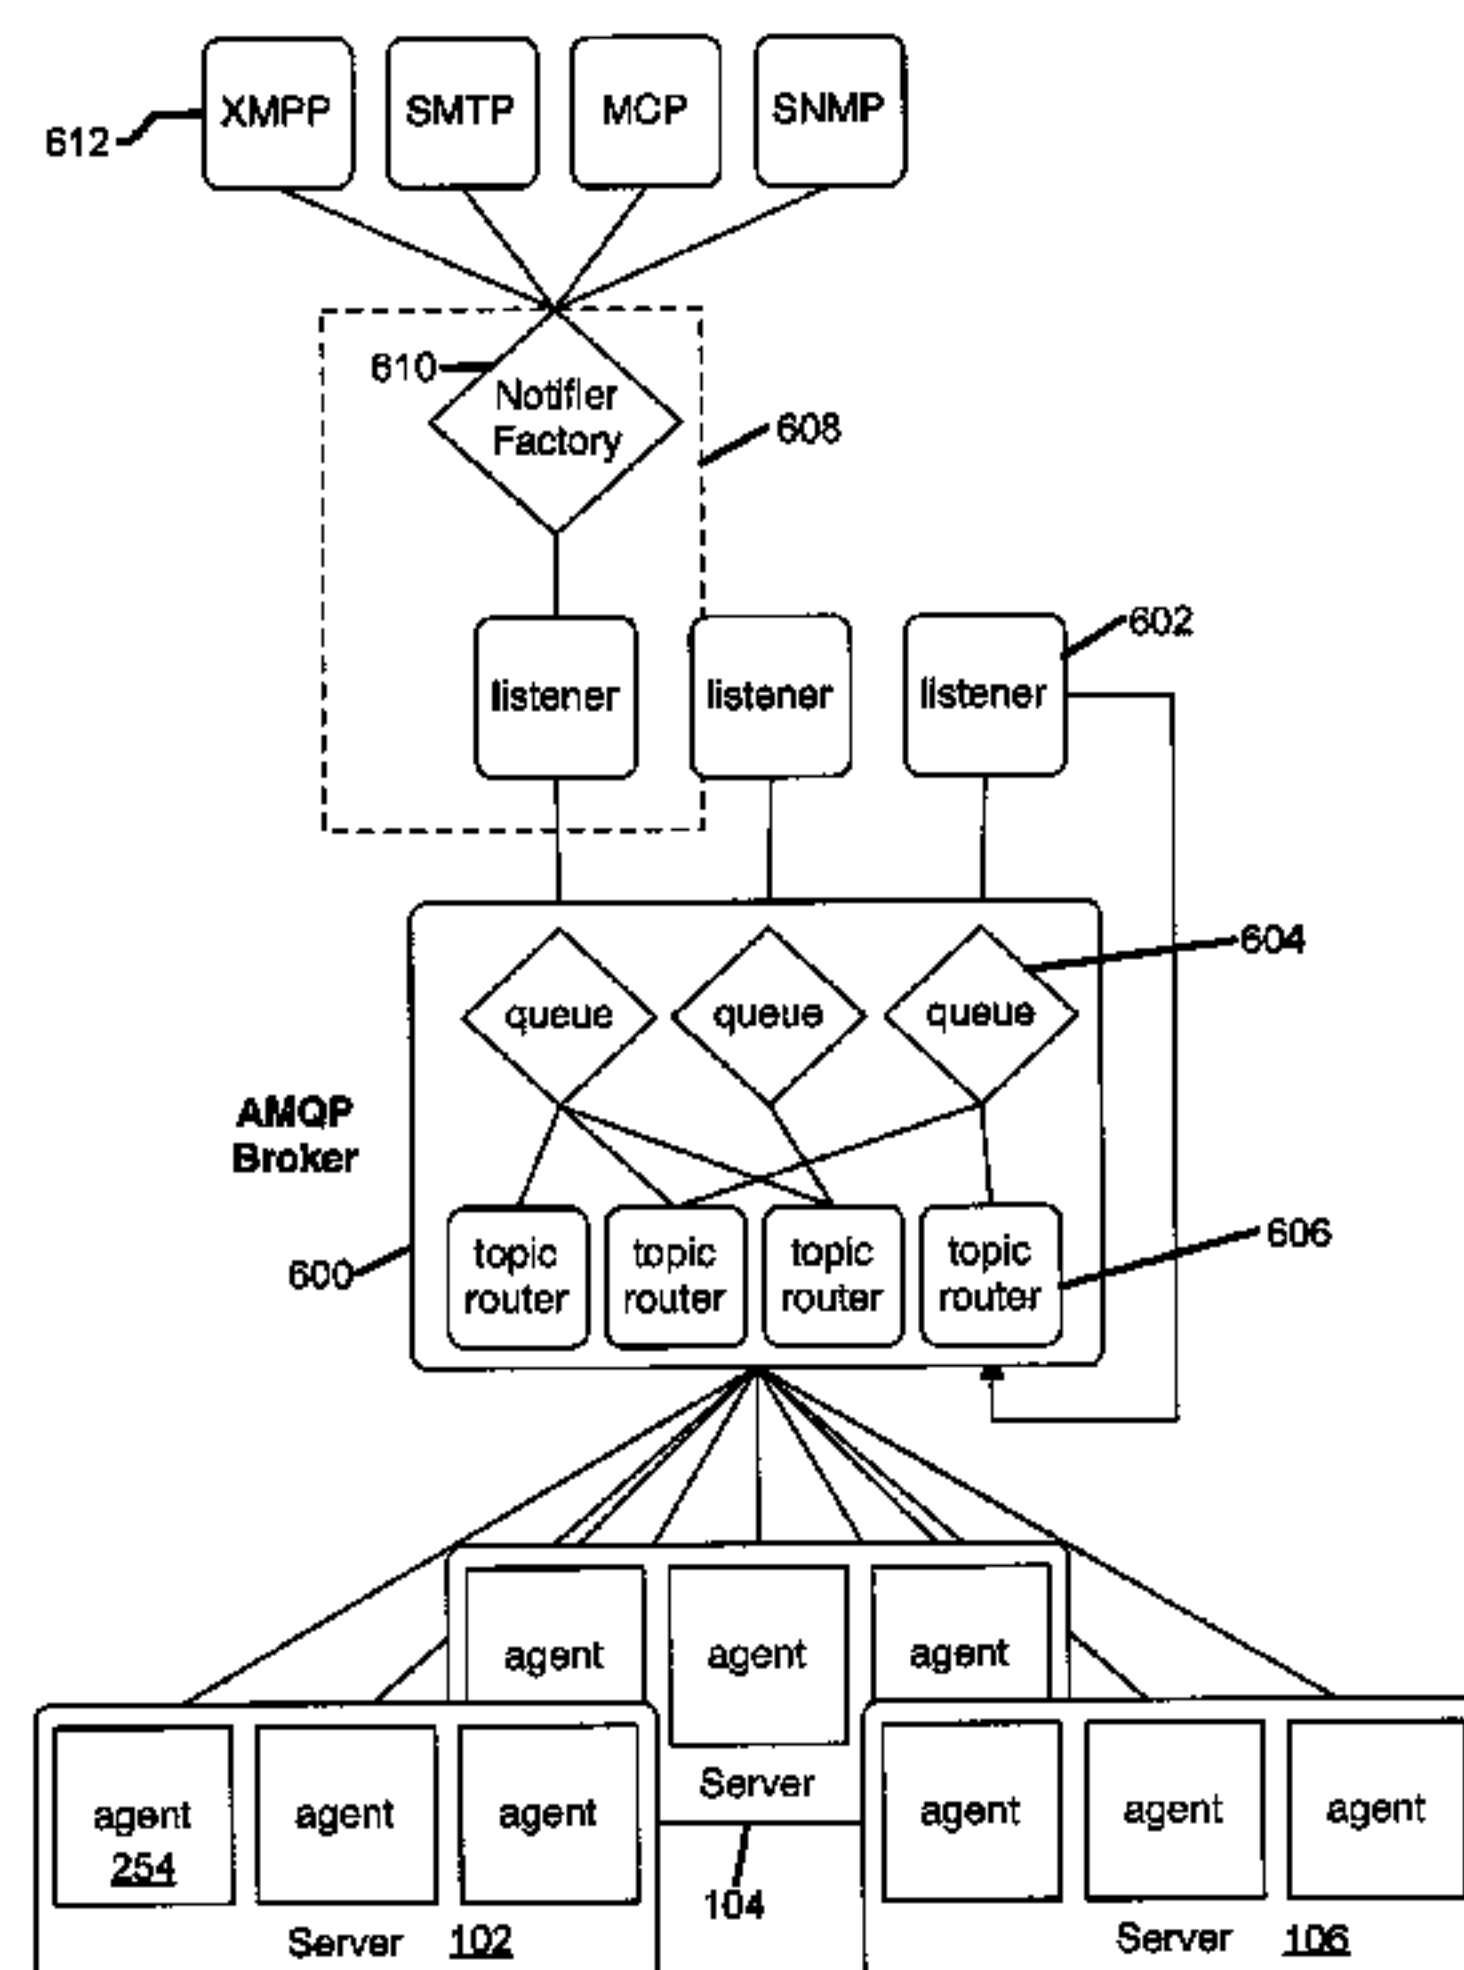 XMPP SMTP MCP SNMP
612
610
Notifier
Factory
608
602
listener listener listener
604
queue queue queue
AMQP
Broker
606
600
topic topic topic topic
router router router router
agent agent agent
Server
agent agent agent
254
agent agent agent
104
Server 102
Server 106